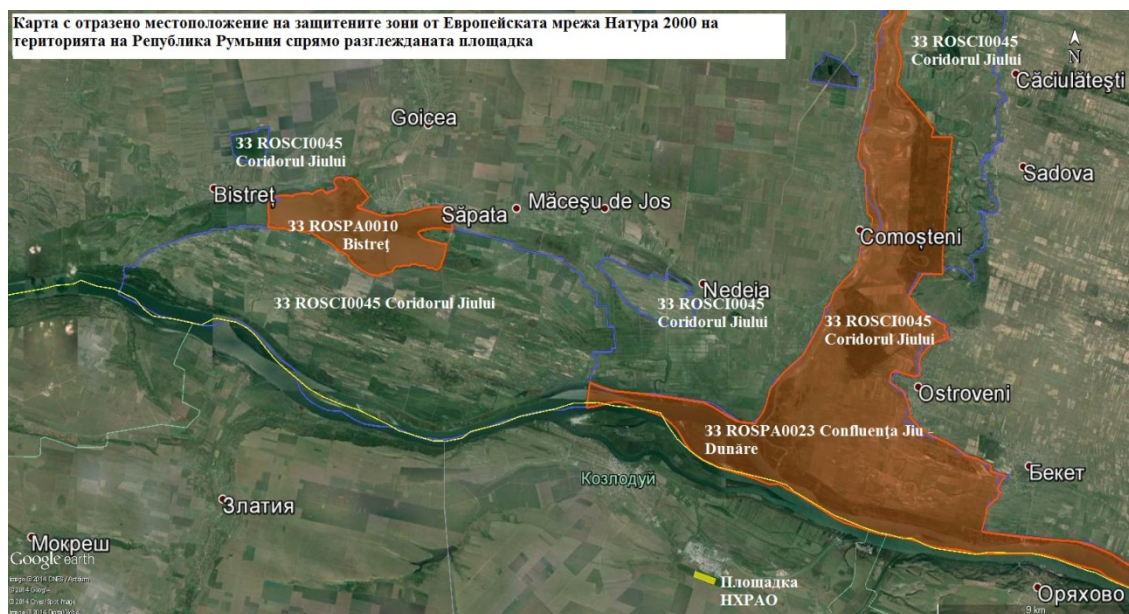 Карта с отразено местоположение на защитените зони от Европейската мрежа Натура 2000 на
територията на Република Румъния спрямо разглежданата площадка
33 ROSCI0045
Coridorul Jiului
N
Căciulătești
Goicea
33 ROSCI0045
Coridorul Jiului
Sadova
Bistreț
Săpata
Măceșu de Jos
33 ROSPA0010
Bistreț
Comoșteni
33 ROSCI0045 Coridorul Jiului
Nedeia
33 ROSCI0045
Coridorul Jiului
33 ROSCI0045
Coridorul Jiului
Ostroveni
33 ROSPA0023 Confluența Jiu -
Dunăre
Бекет
Козлодуй
Златия
Мокреш
Google earth
Площадка
НХРАО
Оряхово
9 km